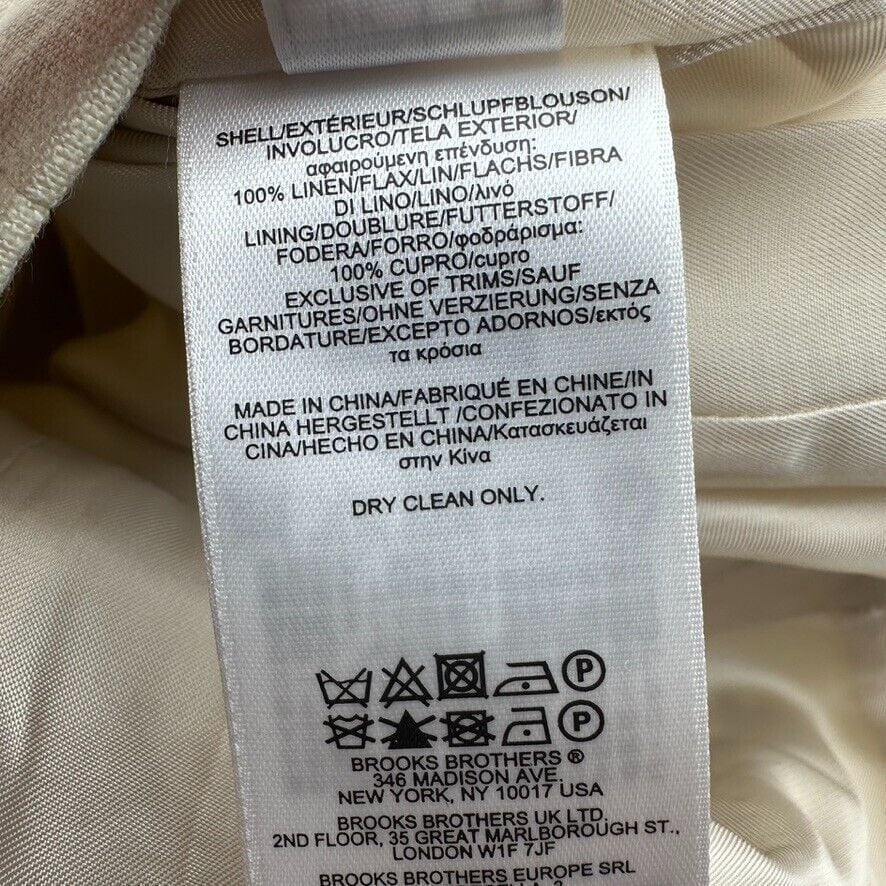 SHELL/EXTÉRIEUR/SCHLUPFBLOUSON/
INVOLUCRO/TELA EXTERIOR/
αφαιρούμενη επένδυση:
100% LINEN/FLAX/LIN/FLACHS/FIBRA
DI LINO/LINO/λινό
LINING/DOUBLURE/FUTTERSTOFF/
FODERA/FORRO/φοδράρισμα:
100% CUPRO/cupro
EXCLUSIVE OF TRIMS/SAUF
GARNITURES/OHNE VERZIERUNG/SENZA
BORDATURE/EXCEPTO ADORNOS/εκτός
τα κρόσια
MADE IN CHINA/FABRIQUÉ EN CHINE/IN
CHINA HERGESTELLT /CONFEZIONATO IN
CINA/HECHO EN CHINA/Κατασκευάζεται
στην Κίνα
DRY CLEAN ONLY.
P
P
BROOKS BROTHERS ®
346 MADISON AVE.
NEW YORK, NY 10017 USA
BROOKS BROTHERS UK LTD.
2ND FLOOR, 35 GREAT MARLBOROUGH ST.,
LONDON W1F 7JF
BROOKS BROTHERS EUROPE SRL